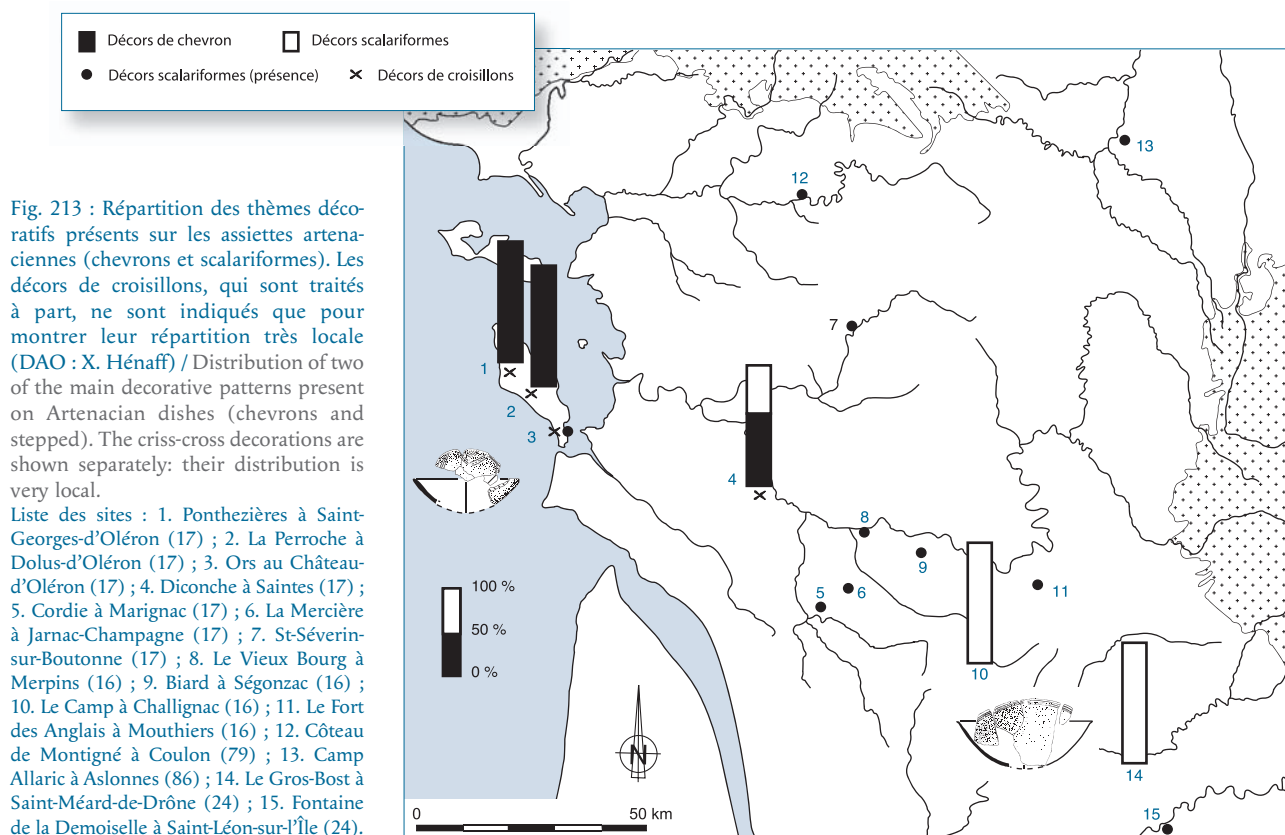 Décors de chevron Décors scalariformes
Décors scalariformes (présence) Décors de croisillons
Fig. 213 : Répartition des thèmes déco-
ratifs présents sur les assiettes artena-
ciennes (chevrons et scalariformes). Les
décors de croisillons, qui sont traités
à part, ne sont indiqués que pour
montrer leur répartition très locale
(DAO : X. Hénaff) / Distribution of two
of the main decorative patterns present
on Artenacian dishes (chevrons and
stepped). The criss-cross decorations are
shown separately: their distribution is
very local.
Liste des sites : 1. Ponthezières à Saint-
Georges-d'Oléron (17) ; 2. La Perroche à
Dolus-d'Oléron (17) ; 3. Ors au Château-
d'Oléron (17) ; 4. Diconche à Saintes (17) ;
5. Cordie à Marignac (17) ; 6. La Mercière
à Jarnac-Champagne (17) ; 7. St-Séverin-
sur-Boutonne (17) ; 8. Le Vieux Bourg à
Merpins (16) ; 9. Biard à Ségonzac (16) ;
10. Le Camp à Challignac (16) ; 11. Le Fort
des Anglais à Mouthiers (16) ; 12. Côteau
de Montigné à Coulon (79) ; 13. Camp
Allaric à Aslonnes (86) ; 14. Le Gros-Bost à
Saint-Méard-de-Drône (24) ; 15. Fontaine
de la Demoiselle à Saint-Léon-sur-l'Île (24).
13
12
7
1
2
3
4
8
9
5 6
11
10
14
15
100 %
50 %
0 %
N
0 50 km